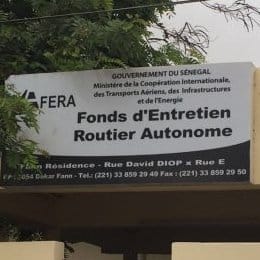 FERA
GOUVERNEMENT DU SÉNÉGAL
Ministère de la Coopération Internationale,
des Transports Aériens, des Infrastructures
et de l'Energie
Fonds d'Entretien
Routier Autonome
Fann Résidence - Rue David DIOP x Rue E
Dakar Fann - Tel.: (221) 33 859 29 49 Fax : (221) 33 859 29 50